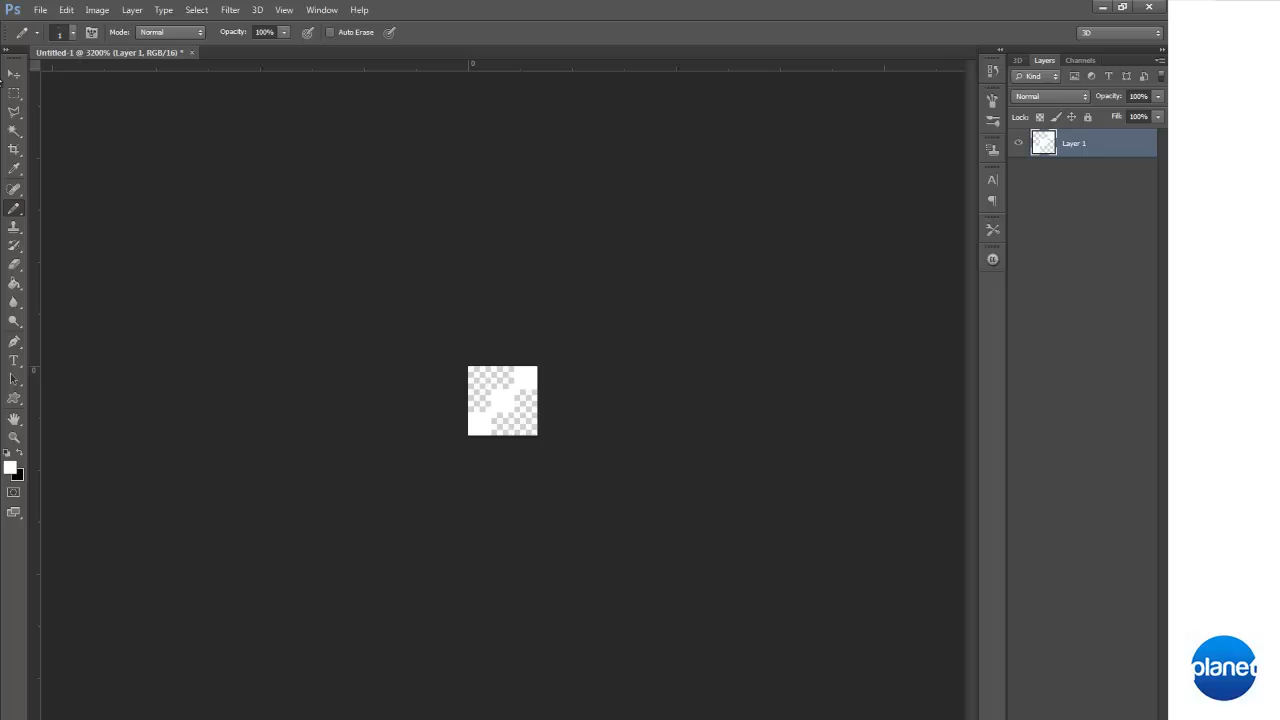 Ps File Edit Image Layer Type Select Filter 3D View Window Help
1 Mode: Normal Opacity: 100% Auto Erase 3D
Untitled-1 @ 3200% (Layer 1, RGB/16) * ×
3D Layers Channels
0
Kind
Normal Opacity: 100%
Lock: Fill: 100%
Layer 1
0
planet